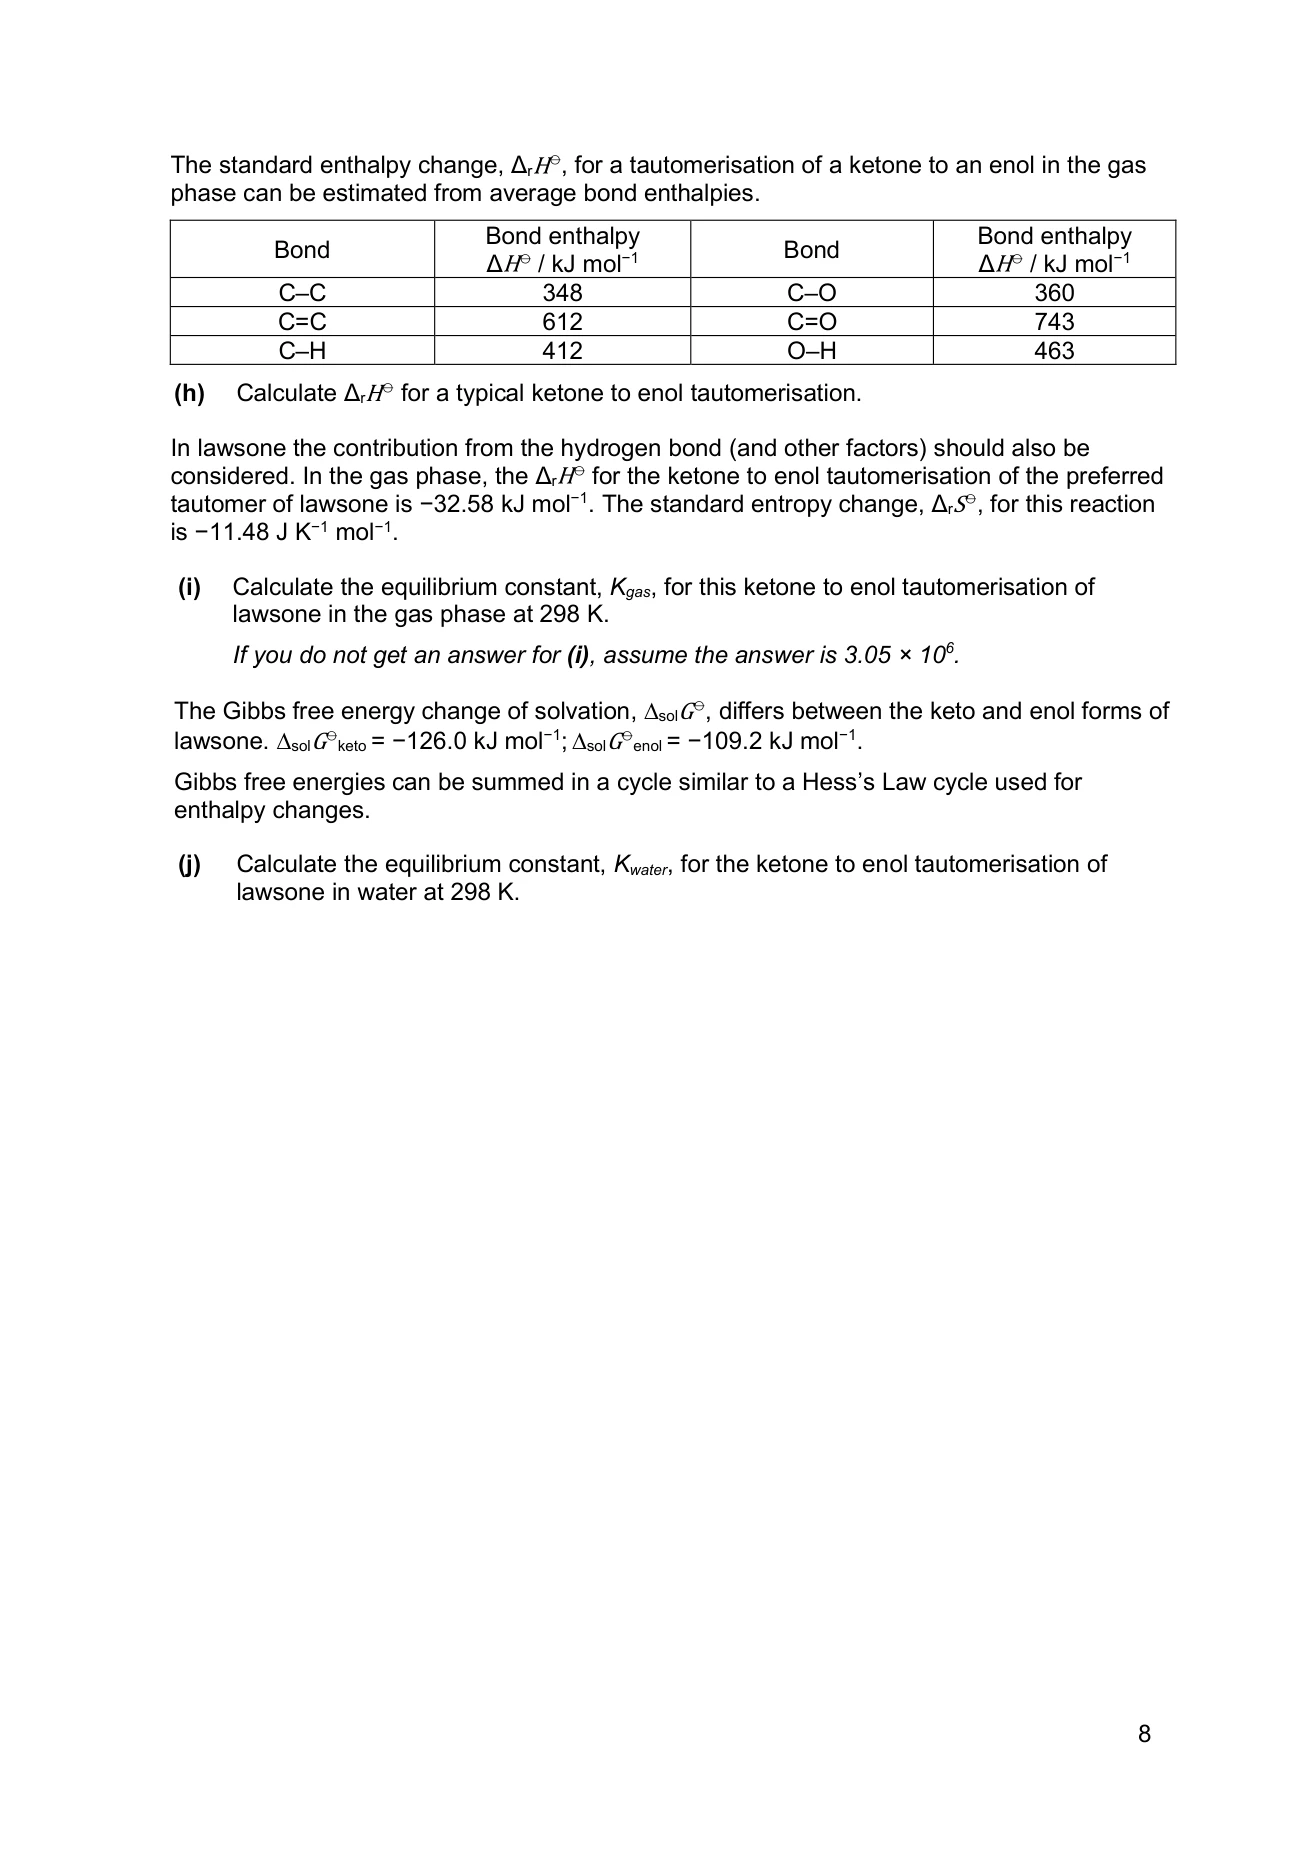 The standard enthalpy change, ΔᵣH⦵, for a tautomerisation of a ketone to an enol in the gas
phase can be estimated from average bond enthalpies.
Bond | Bond enthalpy ΔH⦵ / kJ mol⁻¹ | Bond | Bond enthalpy ΔH⦵ / kJ mol⁻¹
C–C | 348 | C–O | 360
C=C | 612 | C=O | 743
C–H | 412 | O–H | 463
(h) Calculate ΔᵣH⦵ for a typical ketone to enol tautomerisation.
In lawsone the contribution from the hydrogen bond (and other factors) should also be
considered. In the gas phase, the ΔᵣH⦵ for the ketone to enol tautomerisation of the preferred
tautomer of lawsone is −32.58 kJ mol⁻¹. The standard entropy change, ΔᵣS⦵, for this reaction
is −11.48 J K⁻¹ mol⁻¹.
(i) Calculate the equilibrium constant, Kgas, for this ketone to enol tautomerisation of
lawsone in the gas phase at 298 K.
If you do not get an answer for (i), assume the answer is 3.05 × 10⁶.
The Gibbs free energy change of solvation, ΔsolG⦵, differs between the keto and enol forms of
lawsone. ΔsolG⦵keto = −126.0 kJ mol⁻¹; ΔsolG⦵enol = −109.2 kJ mol⁻¹.
Gibbs free energies can be summed in a cycle similar to a Hess’s Law cycle used for
enthalpy changes.
(j) Calculate the equilibrium constant, Kwater, for the ketone to enol tautomerisation of
lawsone in water at 298 K.
8